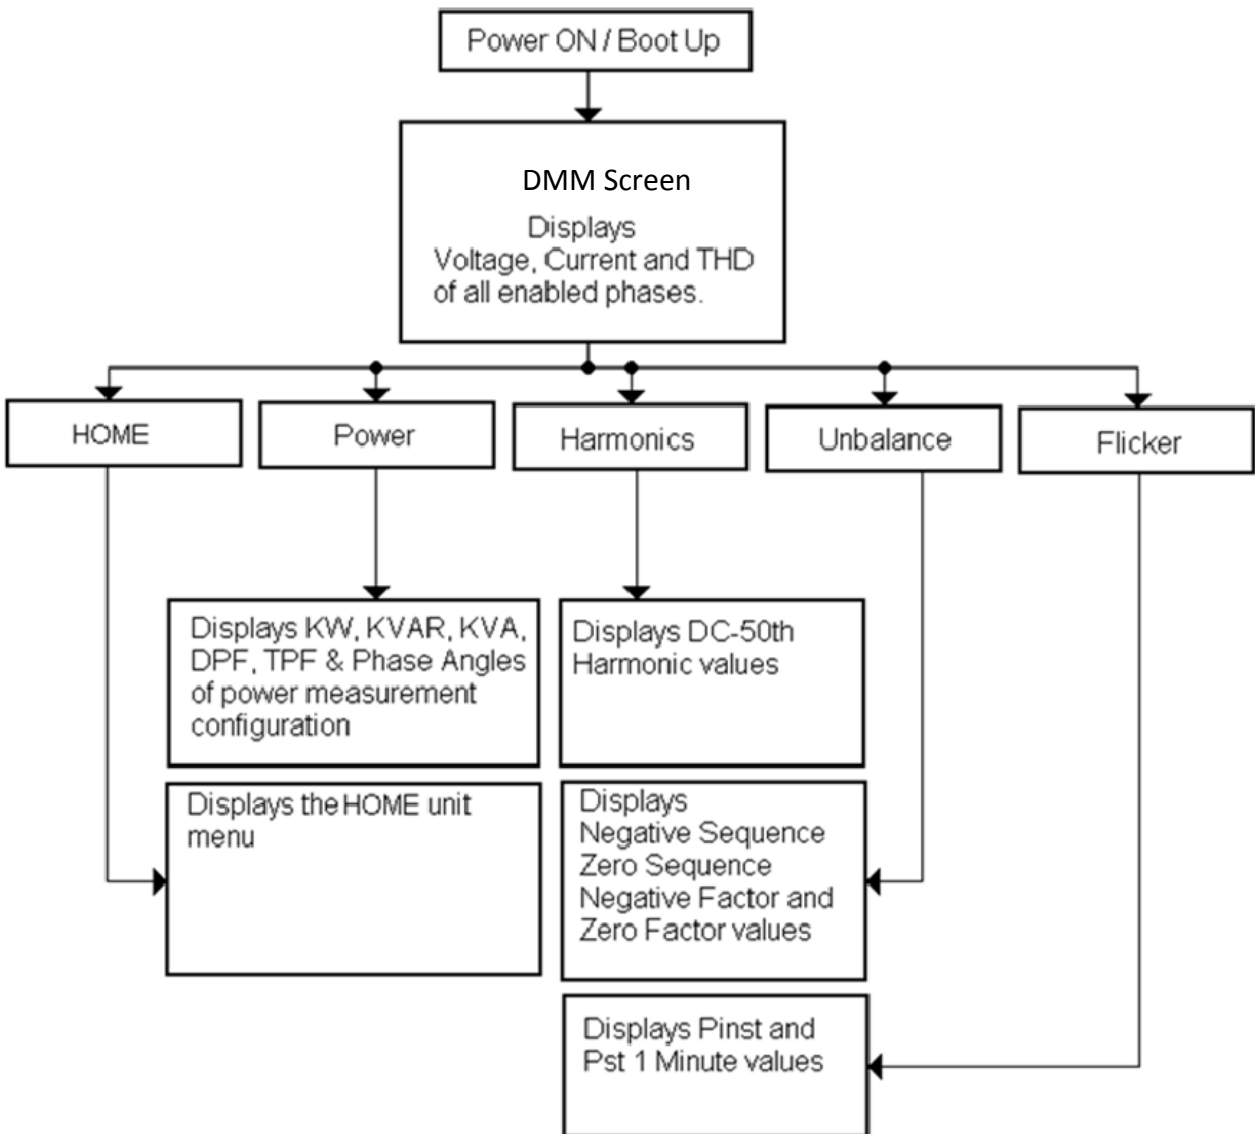 Power ON / Boot Up
DMM Screen
Displays
Voltage, Current and THD
of all enabled phases.
HOME
Power
Harmonics
Unbalance
Flicker
Displays KW, KVAR, KVA,
DPF, TPF & Phase Angles
of power measurement
configuration
Displays DC-50th
Harmonic values
Displays the HOME unit
menu
Displays
Negative Sequence
Zero Sequence
Negative Factor and
Zero Factor values
Displays Pinst and
Pst 1 Minute values